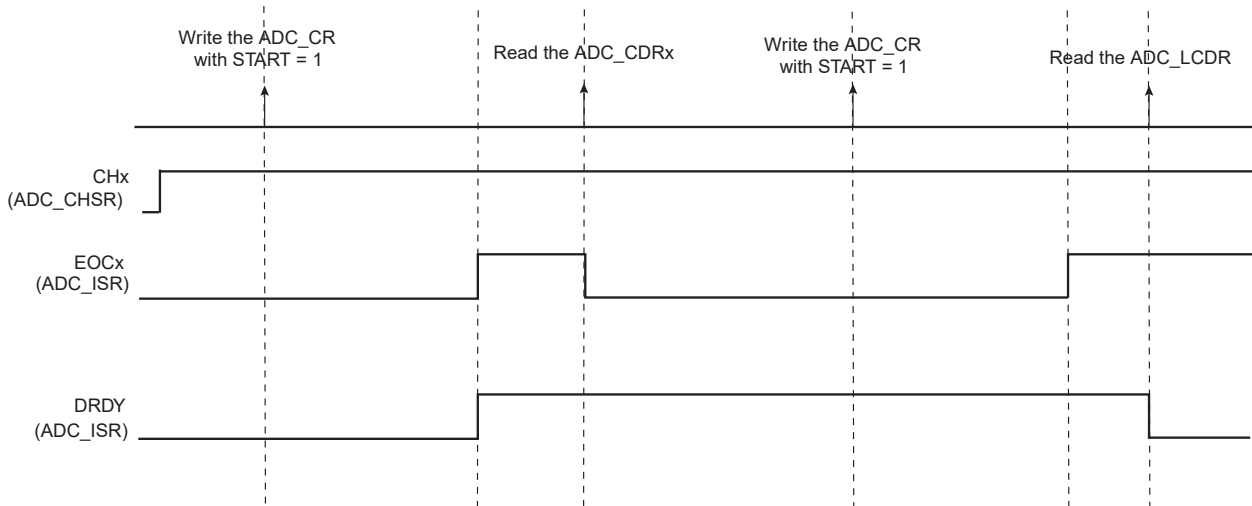 Write the ADC_CR
with START = 1
Read the ADC_CDRx
Write the ADC_CR
with START = 1
Read the ADC_LCDR
CHx
(ADC_CHSR)
EOCx
(ADC_ISR)
DRDY
(ADC_ISR)